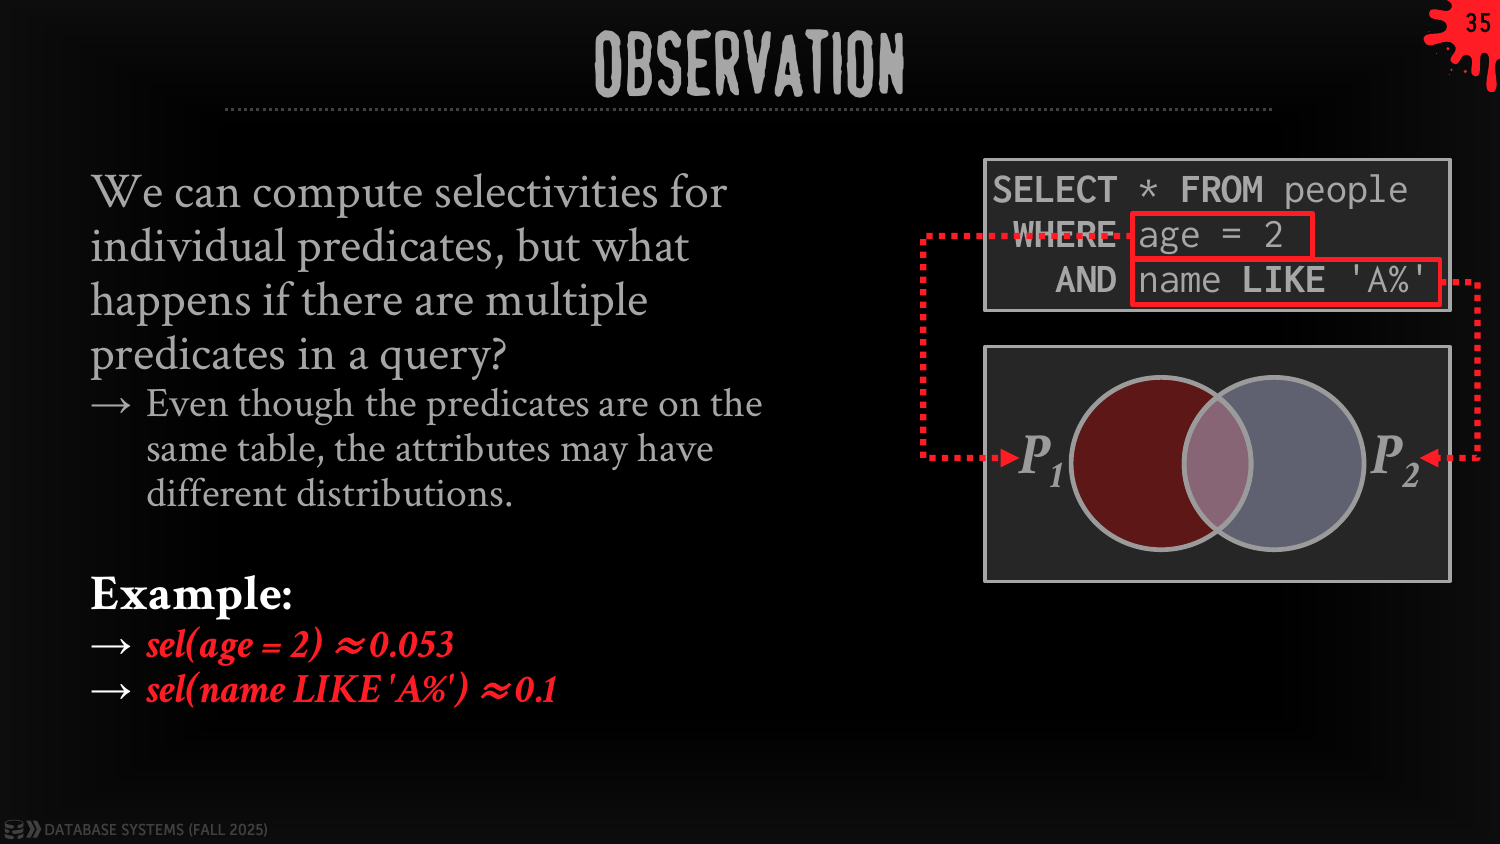 35
OBSERVATION
We can compute selectivities for
individual predicates, but what
happens if there are multiple
predicates in a query?
→ Even though the predicates are on the
same table, the attributes may have
different distributions.
Example:
→ sel(age = 2) ≈ 0.053
→ sel(name LIKE 'A%') ≈ 0.1
SELECT * FROM people
WHERE age = 2
AND name LIKE 'A%'
P1
P2
DATABASE SYSTEMS (FALL 2025)